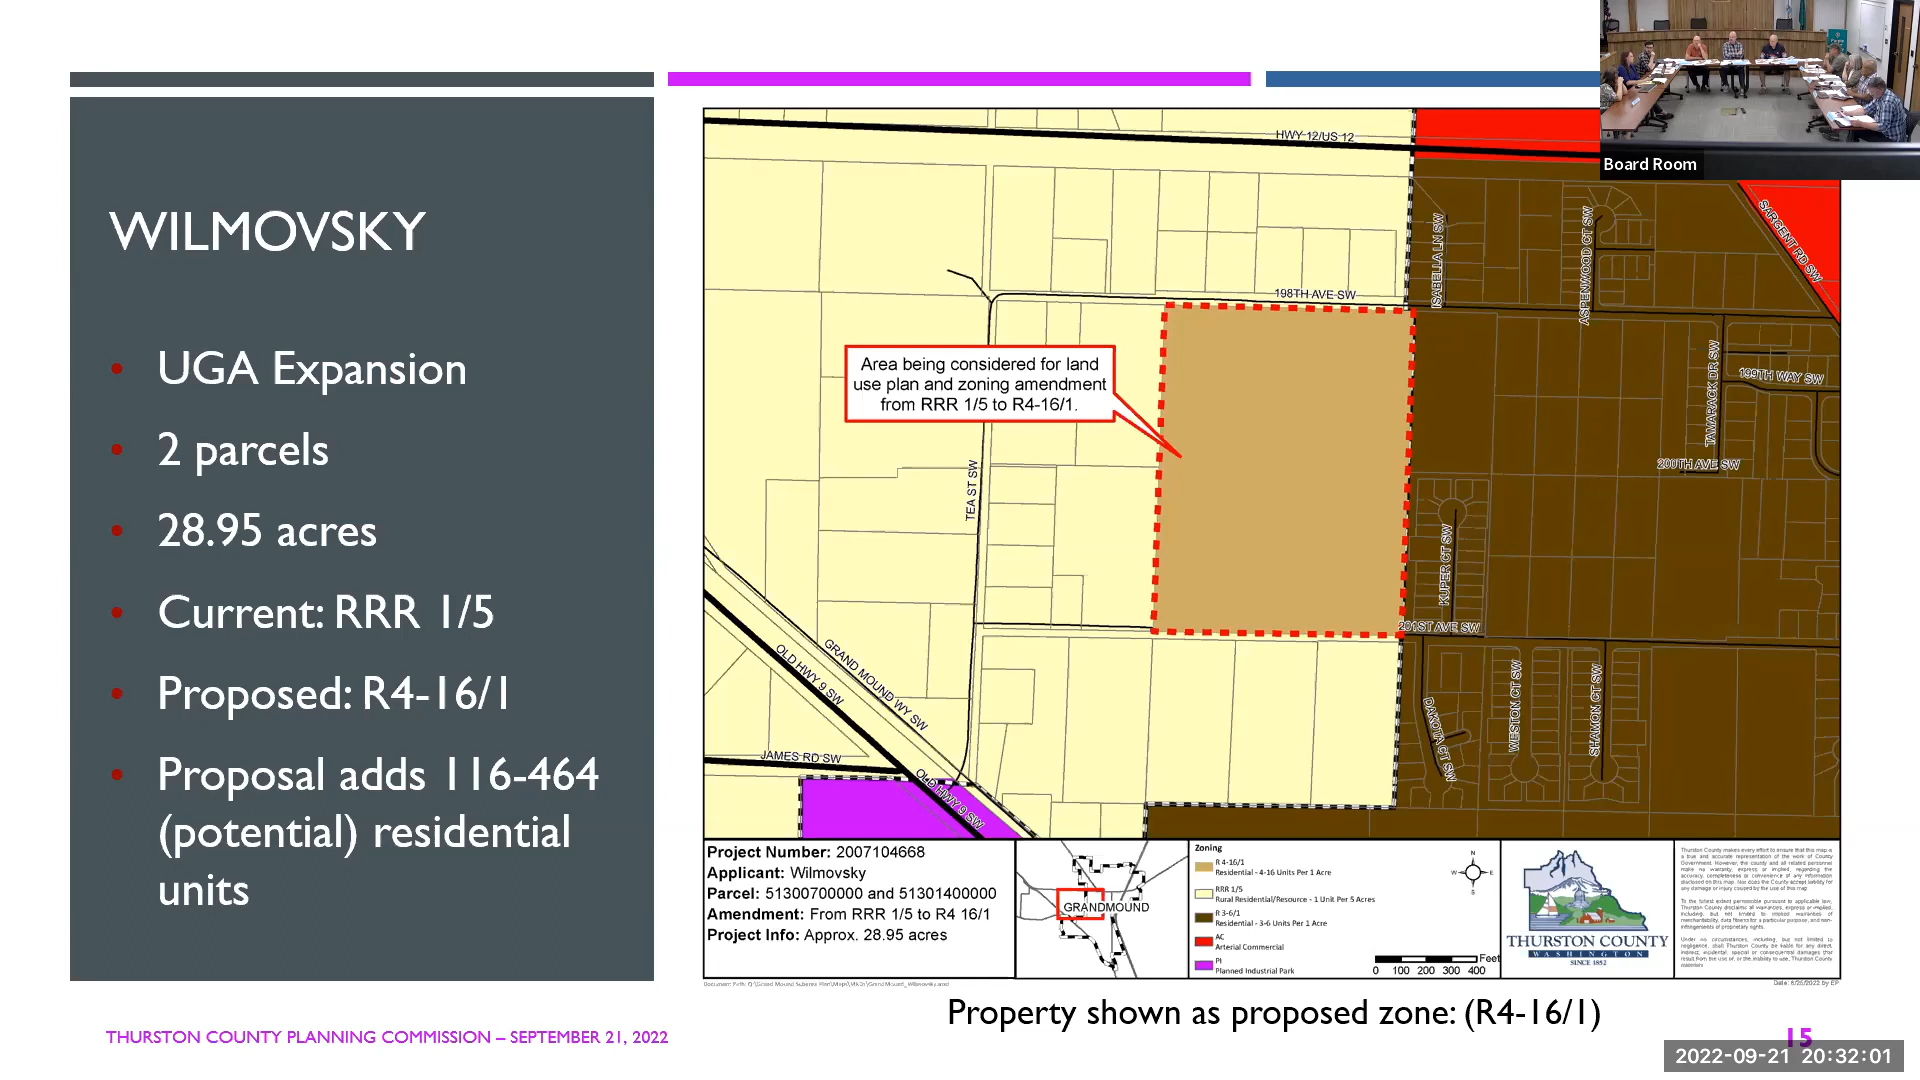 Board Room
WILMOVSKY
• UGA Expansion
• 2 parcels
• 28.95 acres
• Current: RRR 1/5
• Proposed: R4-16/1
• Proposal adds 116-464
(potential) residential
units
HWY 12/US 12
198TH AVE SW
ISABELLA LN SW
ASPENWOOD CT SW
SARGENT RD SW
Area being considered for land
use plan and zoning amendment
from RRR 1/5 to R4-16/1.
TAMARACK DR SW
199TH WAY SW
200TH AVE SW
TEA ST SW
KUPER CT SW
201ST AVE SW
GRAND MOUND WY SW
OLD HWY 9 SW
JAMES RD SW
OLD HWY 9 SW
DAKOTA CT SW
WESTON CT SW
SHAMON CT SW
Project Number: 2007104668
Applicant: Wilmovsky
Parcel: 51300700000 and 51301400000
Amendment: From RRR 1/5 to R4 16/1
Project Info: Approx. 28.95 acres
GRANDMOUND
Zoning
R 4-16/1
Residential - 4-16 Units Per 1 Acre
RRR 1/5
Rural Residential/Resource - 1 Unit Per 5 Acres
R 3-6/1
Residential - 3-6 Units Per 1 Acre
AC
Arterial Commercial
PI
Planned Industrial Park
N
W E
S
Feet
0 100 200 300 400
THURSTON COUNTY
WASHINGTON
SINCE 1852
Property shown as proposed zone: (R4-16/1)
THURSTON COUNTY PLANNING COMMISSION – SEPTEMBER 21, 2022
15
2022-09-21 20:32:01